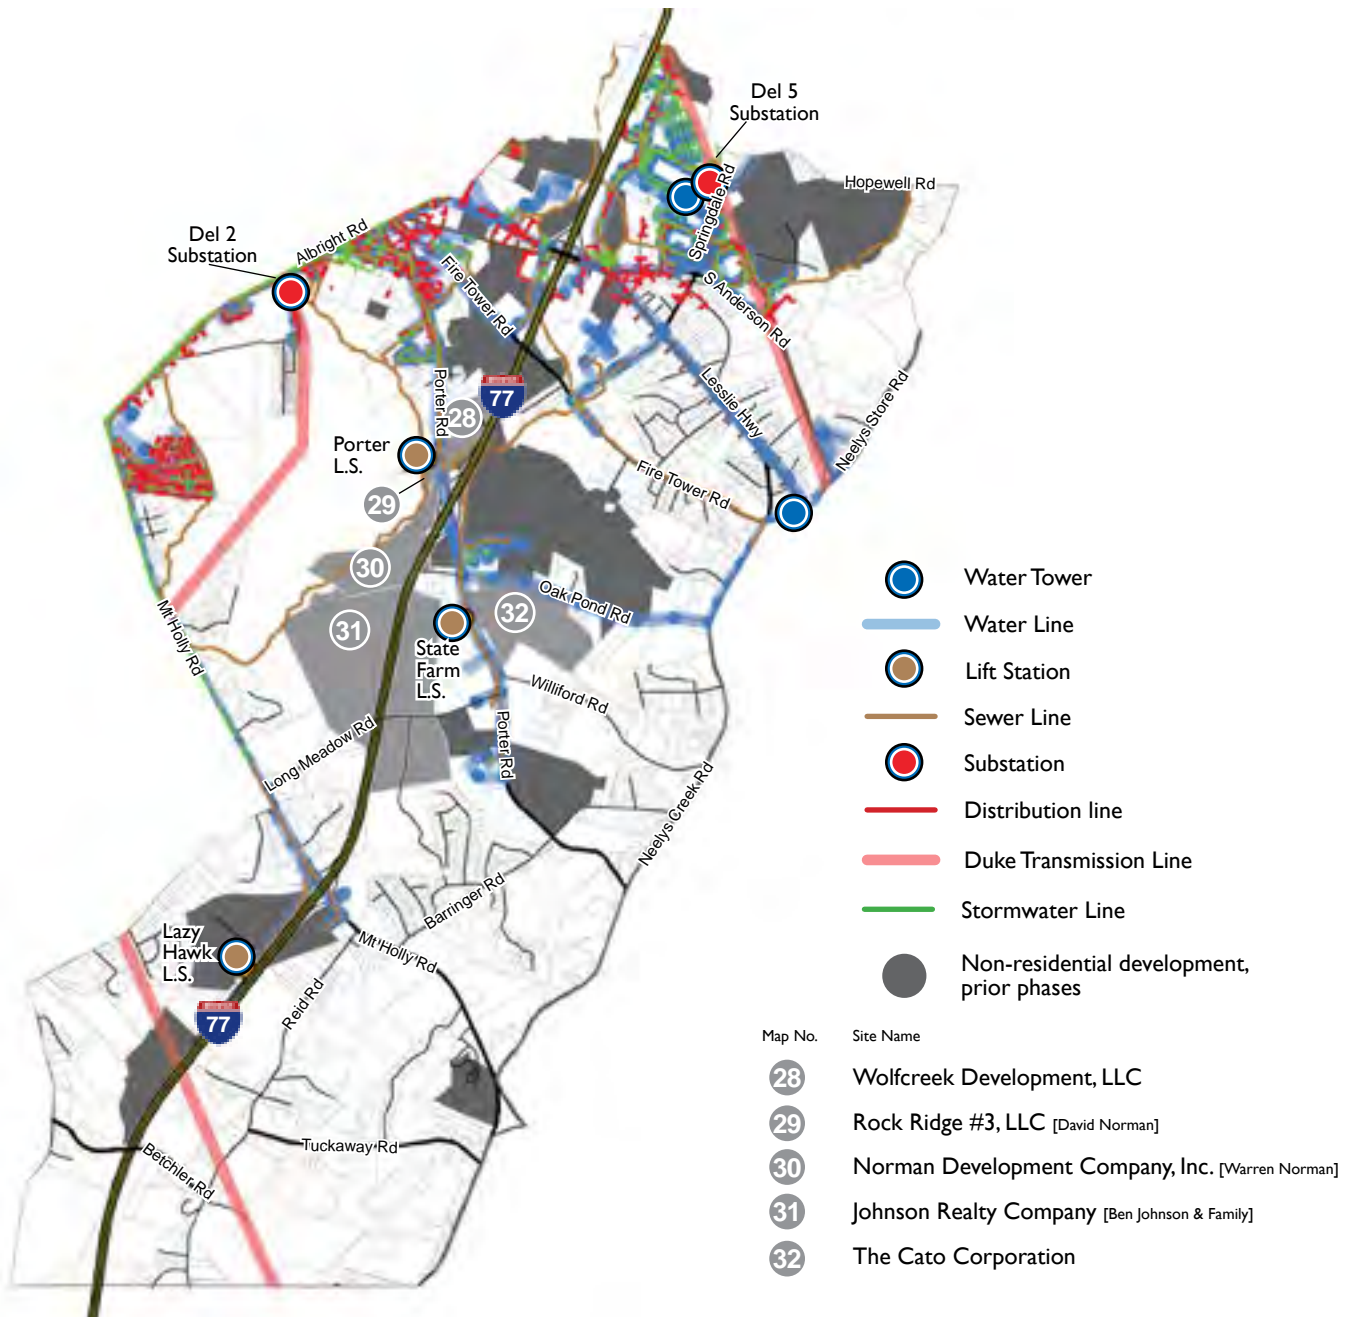 Del 5
Substation
Hopewell Rd
Springdale Rd
Del 2
Substation
Albright Rd
Fire Tower Rd
S Anderson Rd
Porter Rd
77
28
Lesslie Hwy
Neelys Store Rd
Porter
L.S.
Fire Tower Rd
29
30
Oak Pond Rd
32
31
Mt Holly Rd
State
Farm
L.S.
Williford Rd
Porter Rd
Long Meadow Rd
Neelys Creek Rd
Barringer Rd
Lazy
Hawk
L.S.
Mt Holly Rd
Reid Rd
77
Tuckaway Rd
Betchler Rd
Water Tower
Water Line
Lift Station
Sewer Line
Substation
Distribution line
Duke Transmission Line
Stormwater Line
Non-residential development,
prior phases
Map No. Site Name
28 Wolfcreek Development, LLC
29 Rock Ridge #3, LLC [David Norman]
30 Norman Development Company, Inc. [Warren Norman]
31 Johnson Realty Company [Ben Johnson & Family]
32 The Cato Corporation